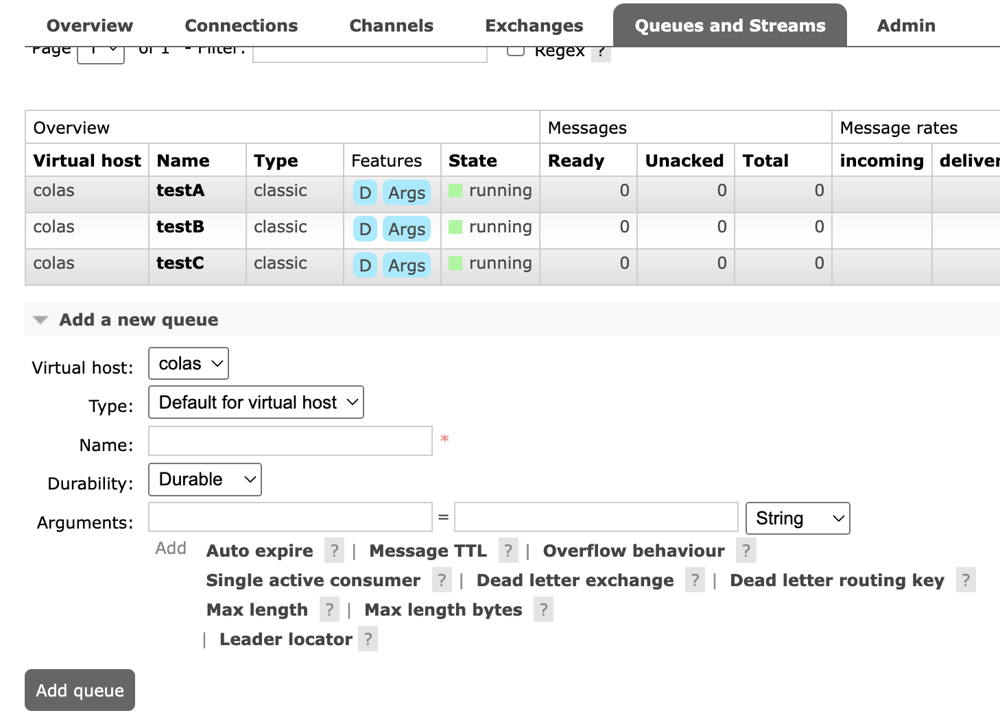 Overview Connections Channels Exchanges Queues and Streams Admin
Page 1 of 1 - Filter: Regex ?
Overview Messages Message rates
Virtual host Name Type Features State Ready Unacked Total incoming deliver
colas testA classic D Args running 0 0 0
colas testB classic D Args running 0 0 0
colas testC classic D Args running 0 0 0
Add a new queue
Virtual host: colas
Type: Default for virtual host
Name: *
Durability: Durable
Arguments: = String
Add Auto expire ? | Message TTL ? | Overflow behaviour ?
Single active consumer ? | Dead letter exchange ? | Dead letter routing key ?
Max length ? | Max length bytes ?
| Leader locator ?
Add queue